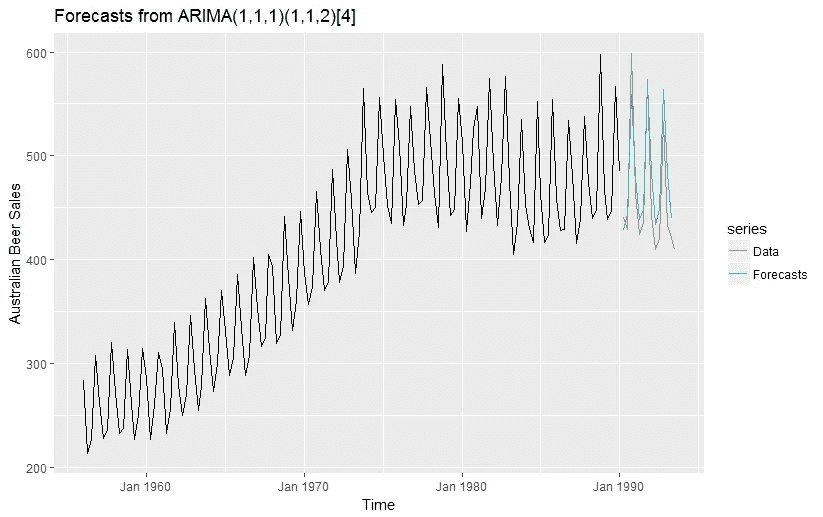 Forecasts from ARIMA(1,1,1)(1,1,2)[4]
600
500
400
300
200
Australian Beer Sales
Jan 1960
Jan 1970
Jan 1980
Jan 1990
Time
series
Data
Forecasts